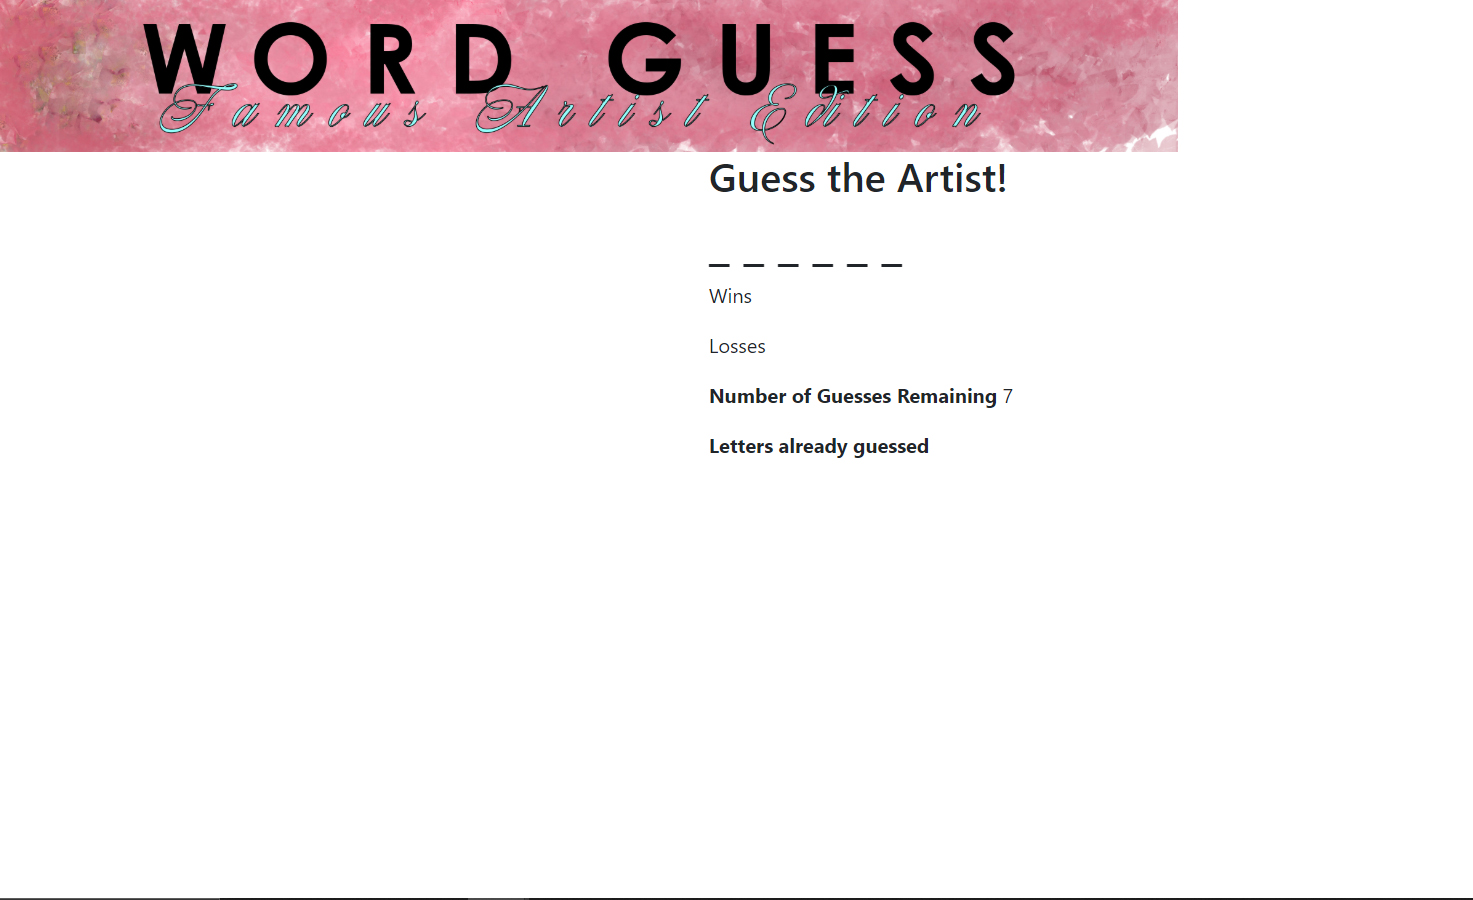 WORD GUESS
Famous Artist Edition
Guess the Artist!
_ _ _ _ _ _
Wins
Losses
Number of Guesses Remaining 7
Letters already guessed